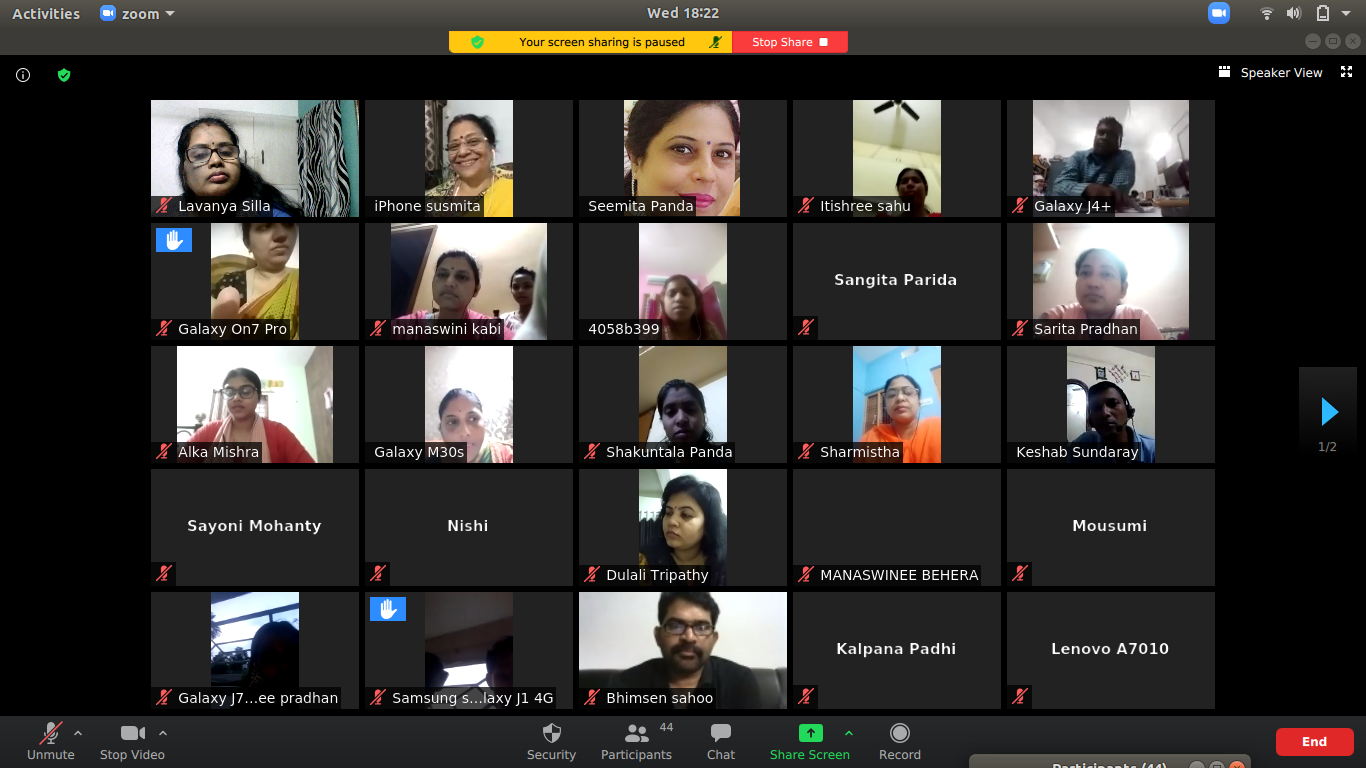 Activities
zoom
Wed 18:22
Your screen sharing is paused
Stop Share
Speaker View
Lavanya Silla
iPhone susmita
Seemita Panda
Itishree sahu
Galaxy J4+
Galaxy On7 Pro
manaswini kabi
4058b399
Sangita Parida
Sarita Pradhan
Alka Mishra
Galaxy M30s
Shakuntala Panda
Sharmistha
Keshab Sundaray
1/2
Sayoni Mohanty
Nishi
Dulali Tripathy
MANASWINEE BEHERA
Mousumi
Galaxy J7...ee pradhan
Samsung s...laxy J1 4G
Bhimsen sahoo
Kalpana Padhi
Lenovo A7010
Unmute
Stop Video
Security
Participants
44
Chat
Share Screen
Record
End
Participants (44)